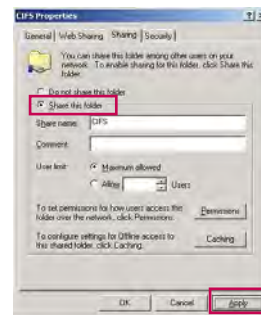 CIFS Properties
General Web Sharing Sharing Security
You can share this folder among other users on your
network. To enable sharing for this folder, click Share this
folder.
Do not share this folder
Share this folder
Share name: CIFS
Comment:
User limit: Maximum allowed
Allow Users
To set permissions for how users access this
folder over the network, click Permissions.
Permissions
To configure settings for Offline access to
this shared folder, click Caching.
Caching
OK Cancel Apply